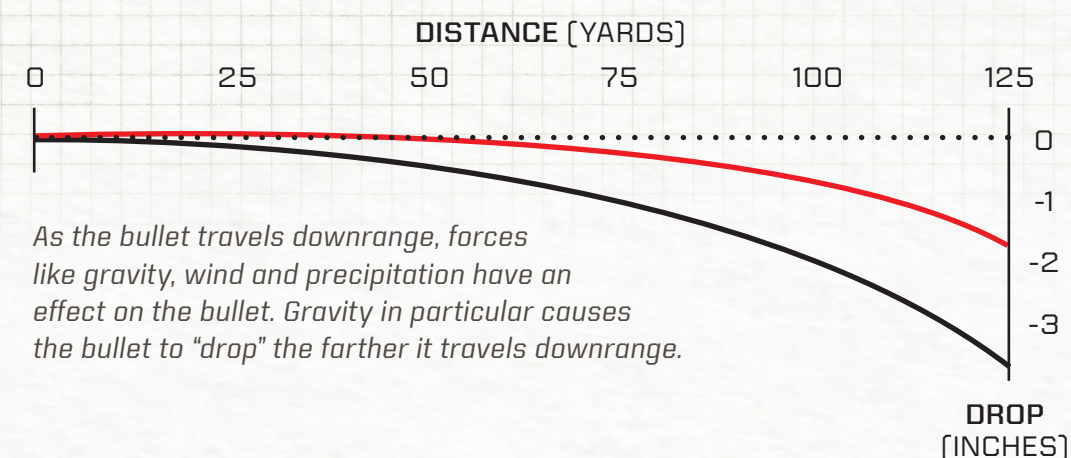 DISTANCE (YARDS)
0 25 50 75 100 125
0
-1
-2
-3
As the bullet travels downrange, forces
like gravity, wind and precipitation have an
effect on the bullet. Gravity in particular causes
the bullet to “drop” the farther it travels downrange.
DROP
(INCHES)